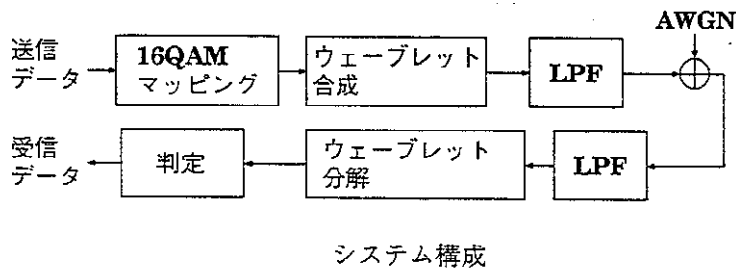 AWGN
送信
データ
16QAM
マッピング
ウェーブレット
合成
LPF
受信
データ
判定
ウェーブレット
分解
LPF
システム構成